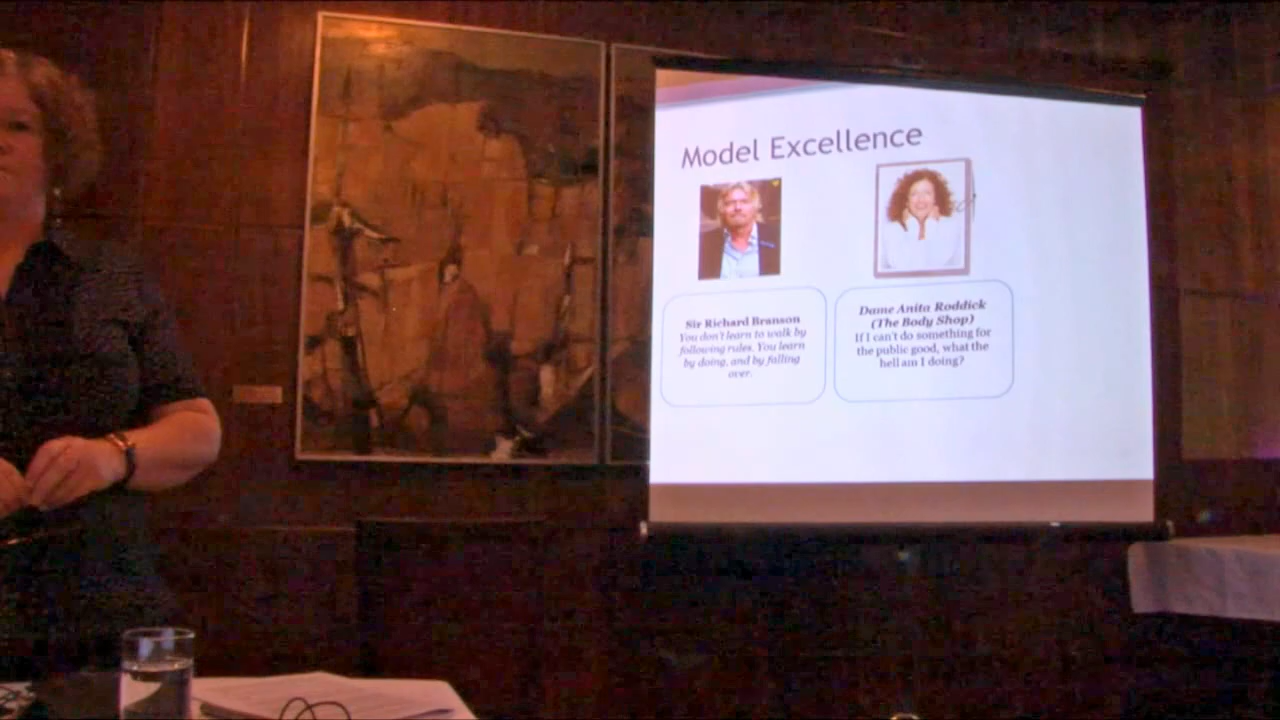 Model Excellence
Sir Richard Branson
You don't learn to walk by
following rules. You learn
by doing, and by falling
over.
Dame Anita Roddick
(The Body Shop)
If I can't do something for
the public good, what the
hell am I doing?